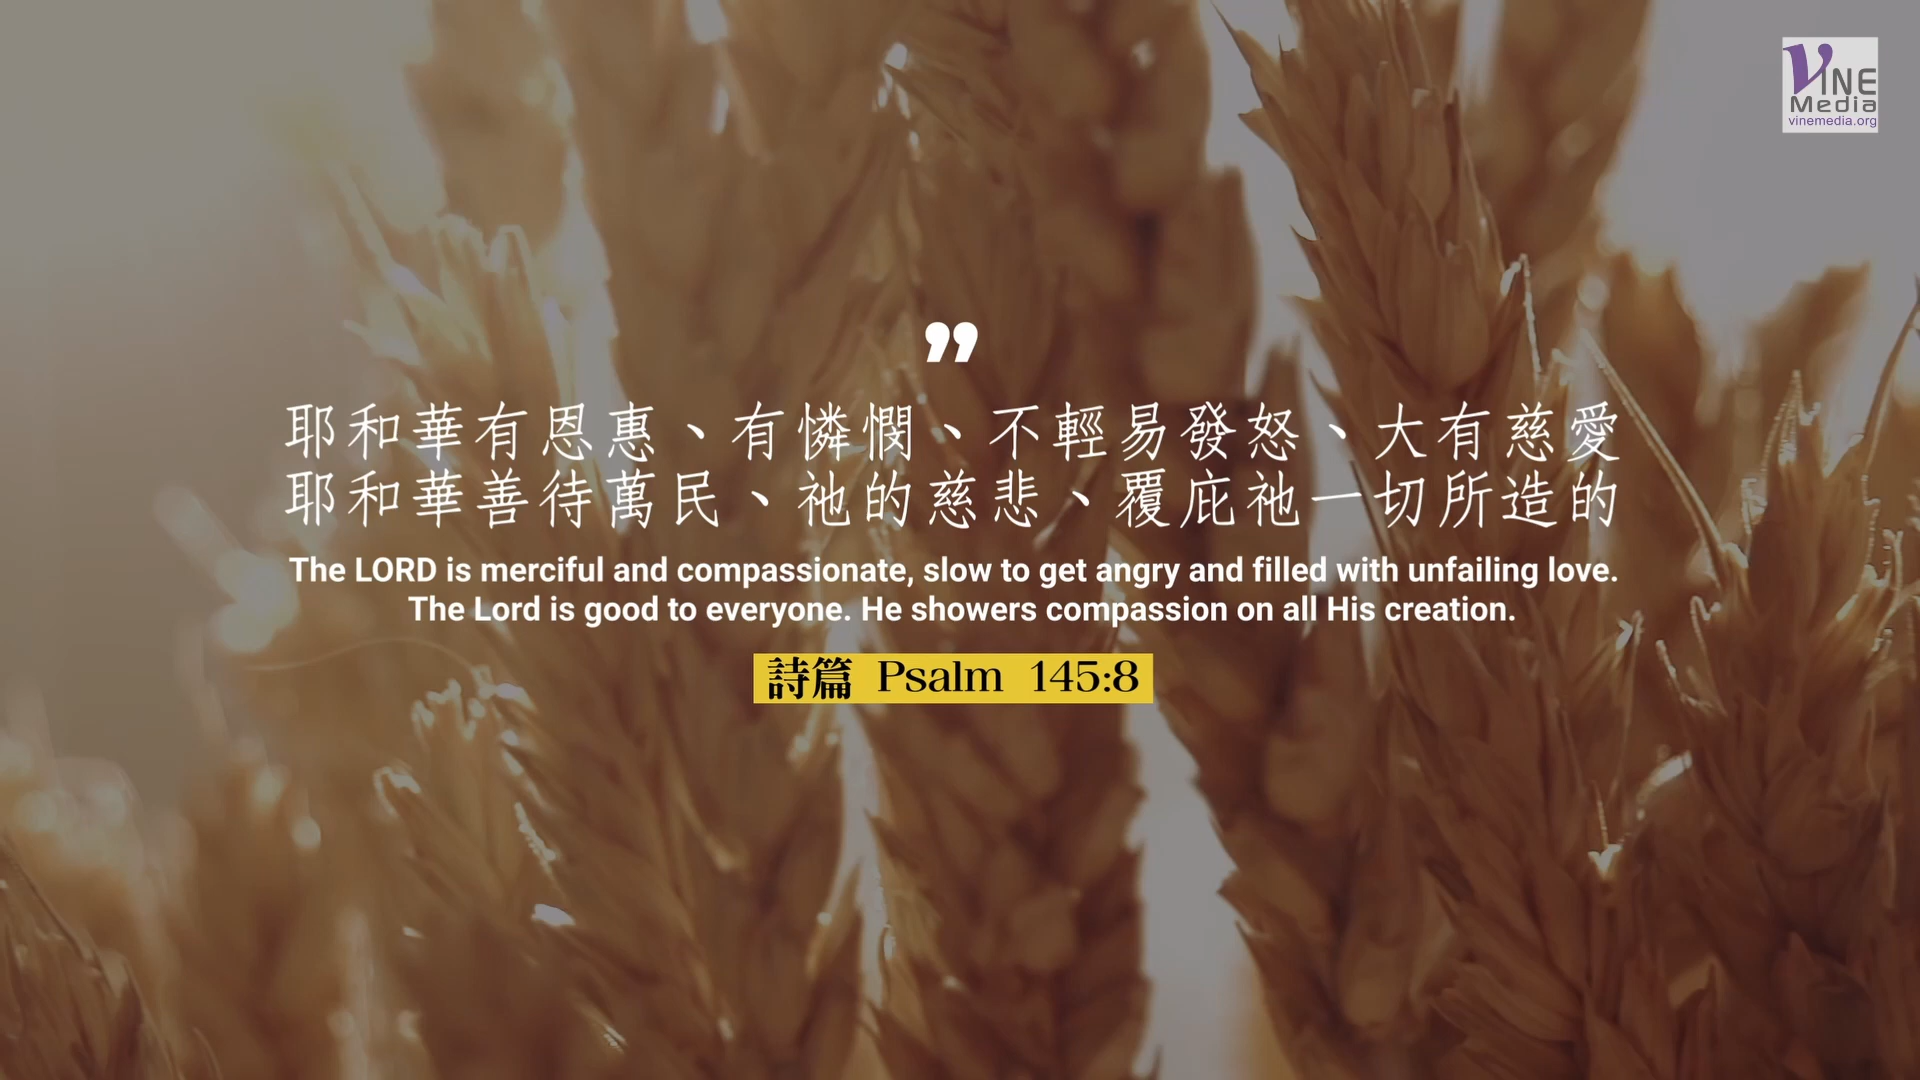 VINE
Media
vinemedia.org
”
耶和華有恩惠、有憐憫、不輕易發怒、大有慈愛
耶和華善待萬民、祂的慈悲、覆庇祂一切所造的
The LORD is merciful and compassionate, slow to get angry and filled with unfailing love.
The Lord is good to everyone. He showers compassion on all His creation.
詩篇 Psalm 145:8